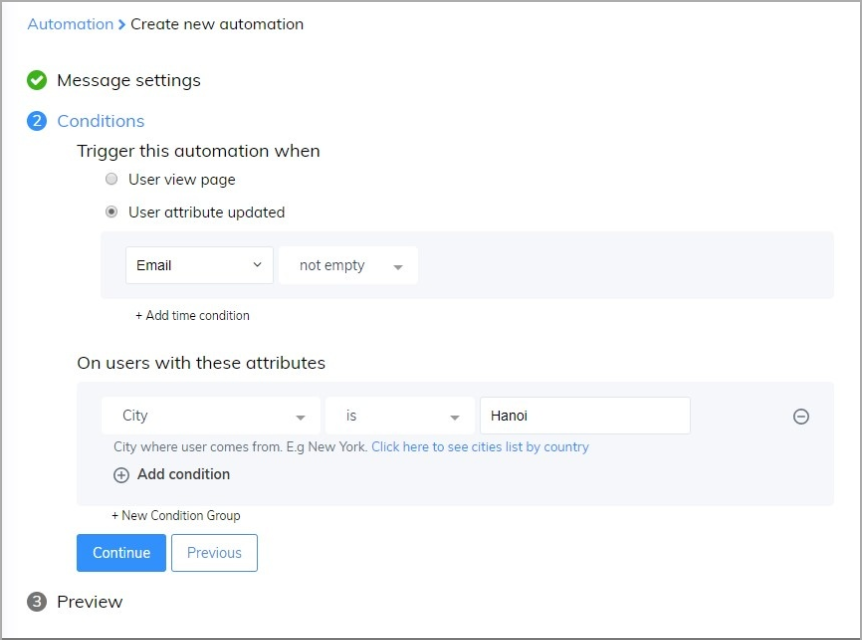 Automation > Create new automation
Message settings
2 Conditions
Trigger this automation when
User view page
User attribute updated
Email not empty
+ Add time condition
On users with these attributes
City is Hanoi
City where user comes from. E.g New York. Click here to see cities list by country
Add condition
+ New Condition Group
Continue Previous
3 Preview